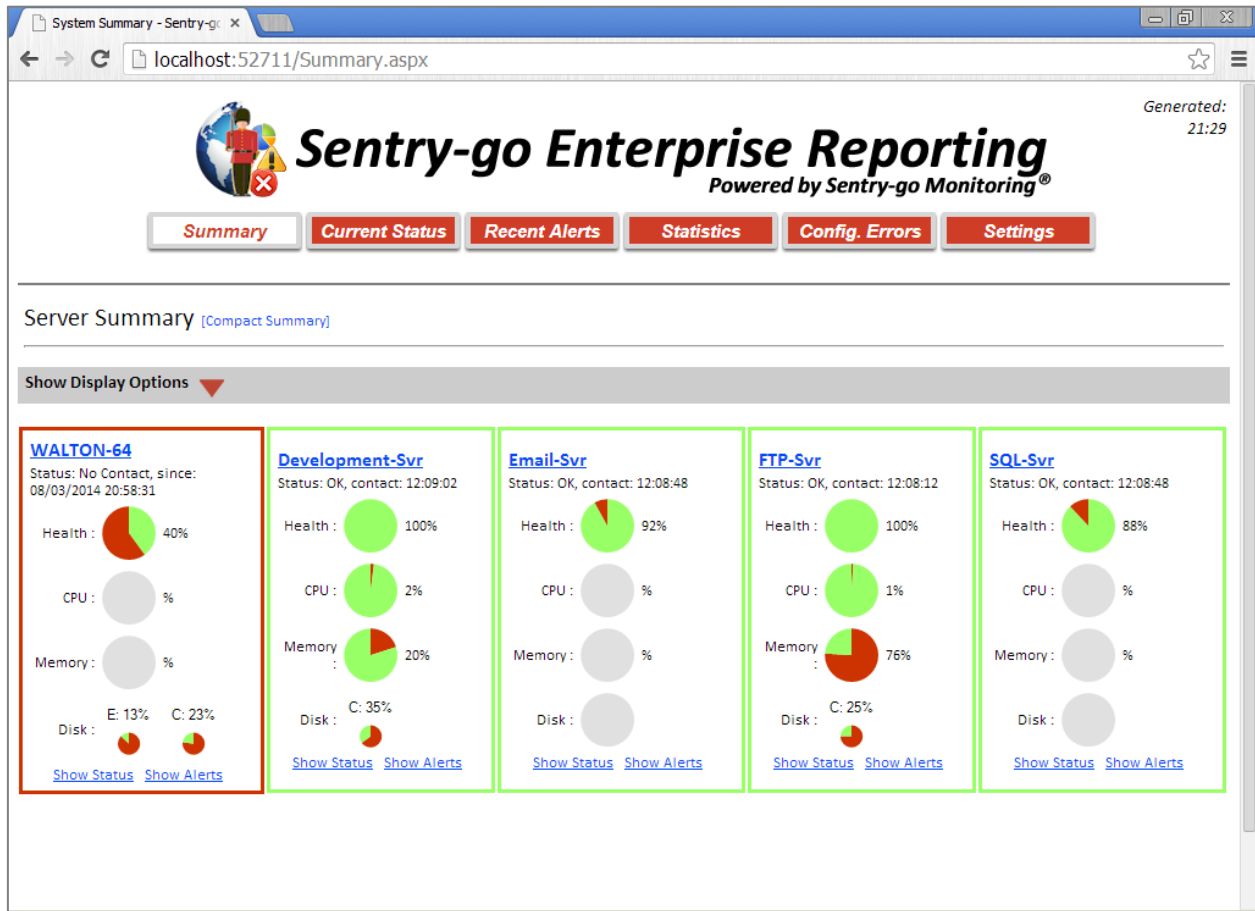 System Summary - Sentry-go
localhost:52711/Summary.aspx
Generated:
21:29
Sentry-go Enterprise Reporting
Powered by Sentry-go Monitoring®
Summary Current Status Recent Alerts Statistics Config. Errors Settings
Server Summary [Compact Summary]
Show Display Options
WALTON-64
Status: No Contact, since:
08/03/2014 20:58:31
Health : 40%
CPU : %
Memory : %
E: 13% C: 23%
Disk :
Show Status Show Alerts
Development-Svr
Status: OK, contact: 12:09:02
Health : 100%
CPU : 2%
Memory : 20%
C: 35%
Disk :
Show Status Show Alerts
Email-Svr
Status: OK, contact: 12:08:48
Health : 92%
CPU : %
Memory : %
Disk :
Show Status Show Alerts
FTP-Svr
Status: OK, contact: 12:08:12
Health : 100%
CPU : 1%
Memory : 76%
C: 25%
Disk :
Show Status Show Alerts
SQL-Svr
Status: OK, contact: 12:08:48
Health : 88%
CPU : %
Memory : %
Disk :
Show Status Show Alerts